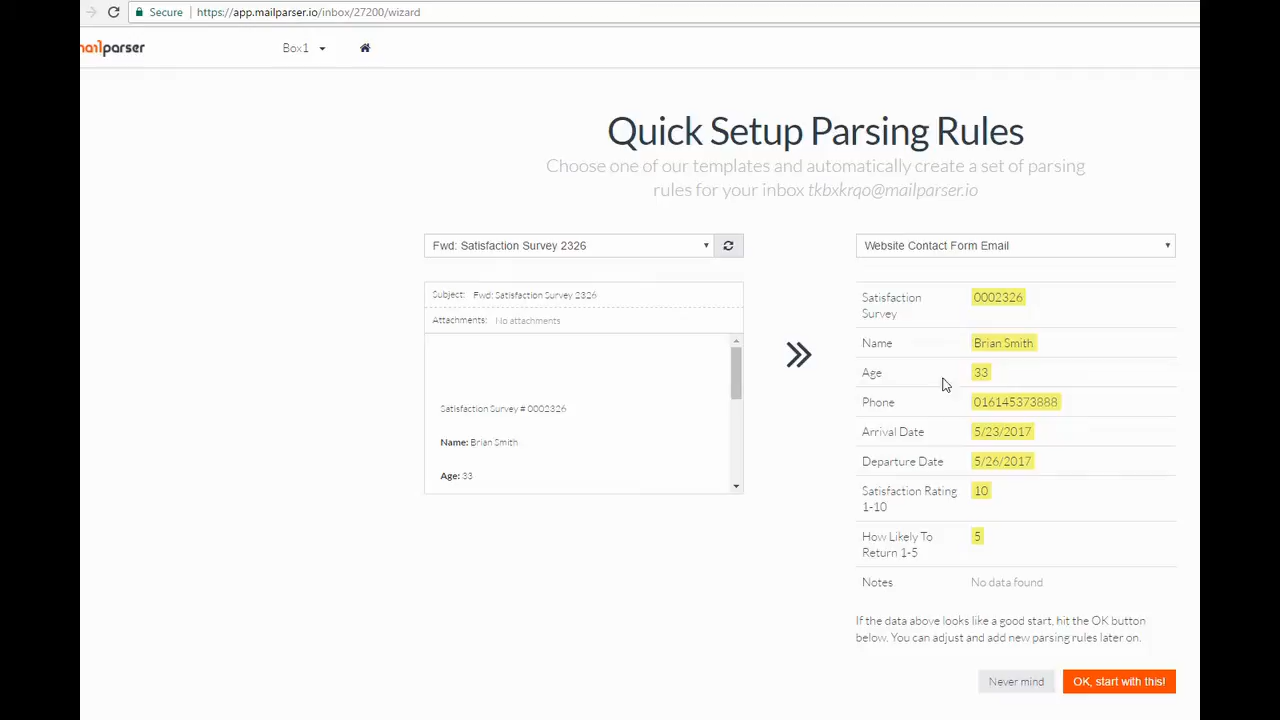 Secure https://app.mailparser.io/inbox/27200/wizard
mailparser Box1
Quick Setup Parsing Rules
Choose one of our templates and automatically create a set of parsing
rules for your inbox tkbxkrqo@mailparser.io
Fwd: Satisfaction Survey 2326
Subject: Fwd: Satisfaction Survey 2326
Attachments: No attachments
Satisfaction Survey # 0002326
Name: Brian Smith
Age: 33
Website Contact Form Email
Satisfaction 0002326
Survey
Name Brian Smith
Age 33
Phone 016145373888
Arrival Date 5/23/2017
Departure Date 5/26/2017
Satisfaction Rating 10
1-10
How Likely To 5
Return 1-5
Notes No data found
If the data above looks like a good start, hit the OK button
below. You can adjust and add new parsing rules later on.
Never mind OK, start with this!